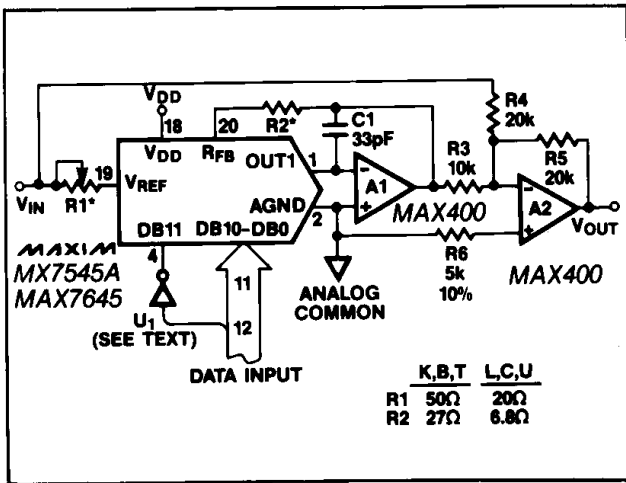 VDD
18
20
R2*
C1
33pF
R4
20k
R3
10k
R5
20k
19
VDD
RFB
OUT1
1
VIN
R1*
VREF
AGND
2
A1
MAX400
A2
VOUT
DB11
DB10–DB0
4
R6
5k
10%
MAX400
MAXIM
MX7545A
MAX7645
11
ANALOG
COMMON
U1
(SEE TEXT)
12
DATA INPUT
K,B,T L,C,U
R1 50Ω 20Ω
R2 27Ω 6.8Ω